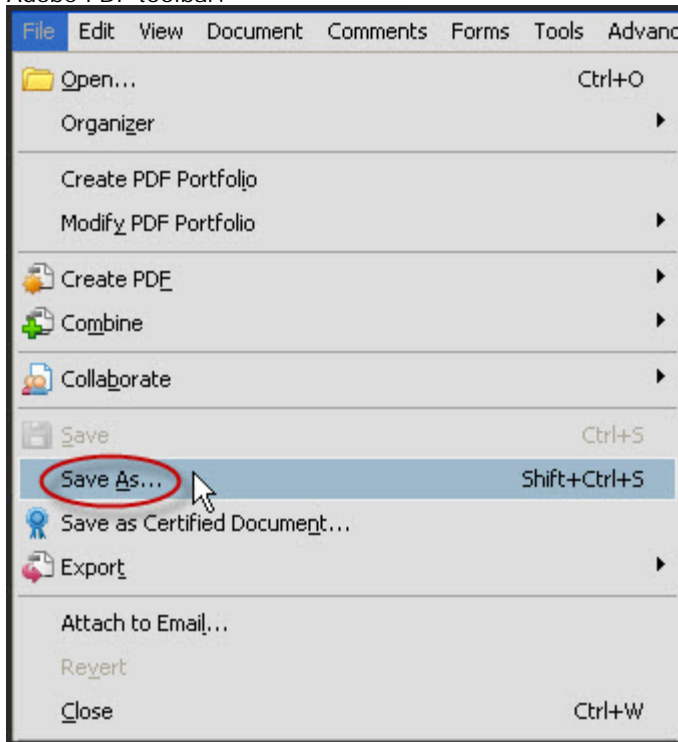 Adobe PDF toolbar.
File Edit View Document Comments Forms Tools Advanc
Open... Ctrl+O
Organizer
Create PDF Portfolio
Modify PDF Portfolio
Create PDF
Combine
Collaborate
Save Ctrl+S
Save As... Shift+Ctrl+S
Save as Certified Document...
Export
Attach to Email...
Revert
Close Ctrl+W